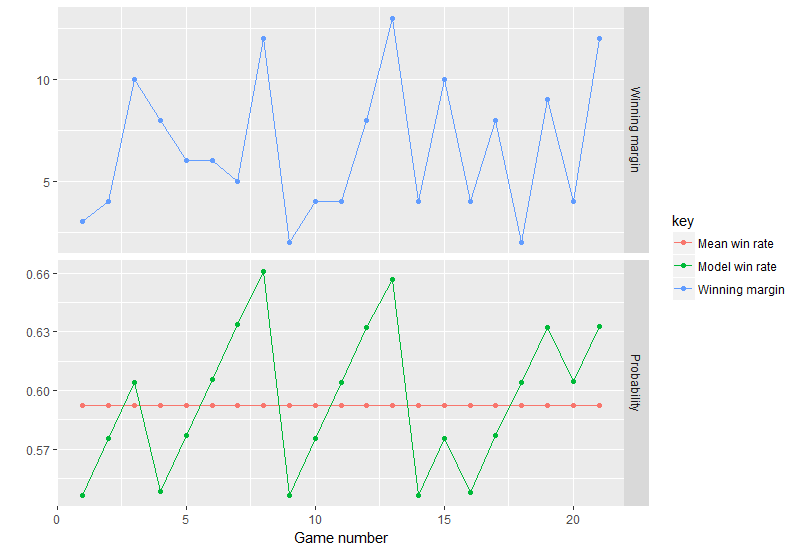 10
5
Winning margin
0.66
0.63
0.60
0.57
Probability
0
5
10
15
20
Game number
key
Mean win rate
Model win rate
Winning margin